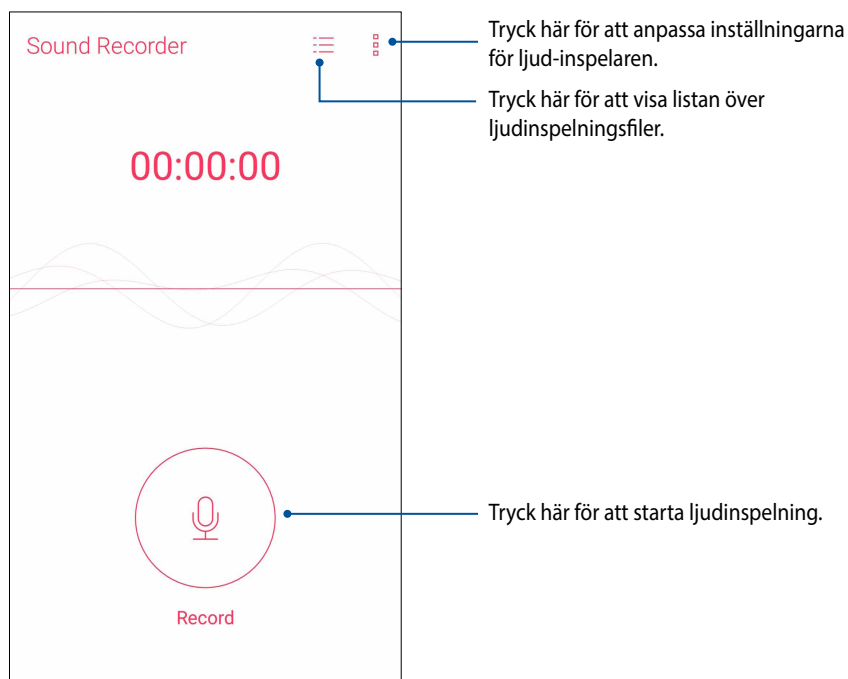 Sound Recorder
Tryck här för att anpassa inställningarna
för ljud-inspelaren.
Tryck här för att visa listan över
ljudinspelningsfiler.
00:00:00
Tryck här för att starta ljudinspelning.
Record